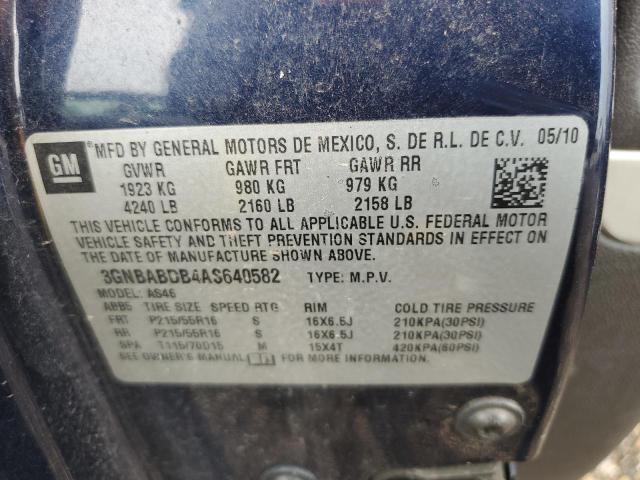 GM MFD BY GENERAL MOTORS DE MEXICO, S. DE R.L. DE C.V. 05/10
GVWR GAWR FRT GAWR RR
1923 KG 980 KG 979 KG
4240 LB 2160 LB 2158 LB
THIS VEHICLE CONFORMS TO ALL APPLICABLE U.S. FEDERAL MOTOR
VEHICLE SAFETY AND THEFT PREVENTION STANDARDS IN EFFECT ON
THE DATE OF MANUFACTURE SHOWN ABOVE.
3GNBABDB4AS640582 TYPE: M.P.V.
MODEL: AS46
TIRE SIZE SPEED RTG RIM COLD TIRE PRESSURE
FRT P215/55R16 S 16X6.5J 210KPA(30PSI)
RR P215/55R16 S 16X6.5J 210KPA(30PSI)
SPA T115/70D15 M 15X4T 420KPA(60PSI)
SEE OWNER'S MANUAL FOR MORE INFORMATION.